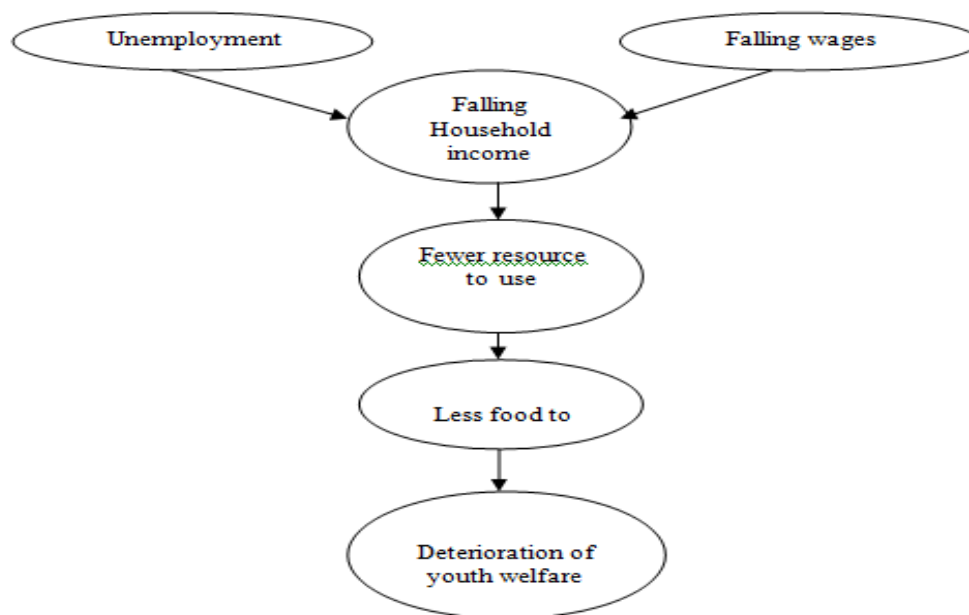 Unemployment
Falling wages
Falling
Household
income
Fewer resource
to use
Less food to
Deterioration of
youth welfare